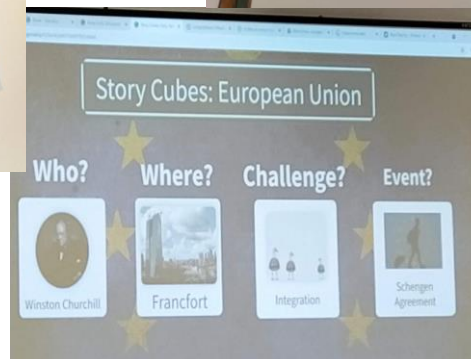 Story Cubes: European Union
Who? Where? Challenge? Event?
Winston Churchill
Francfort
Integration
Schengen
Agreement